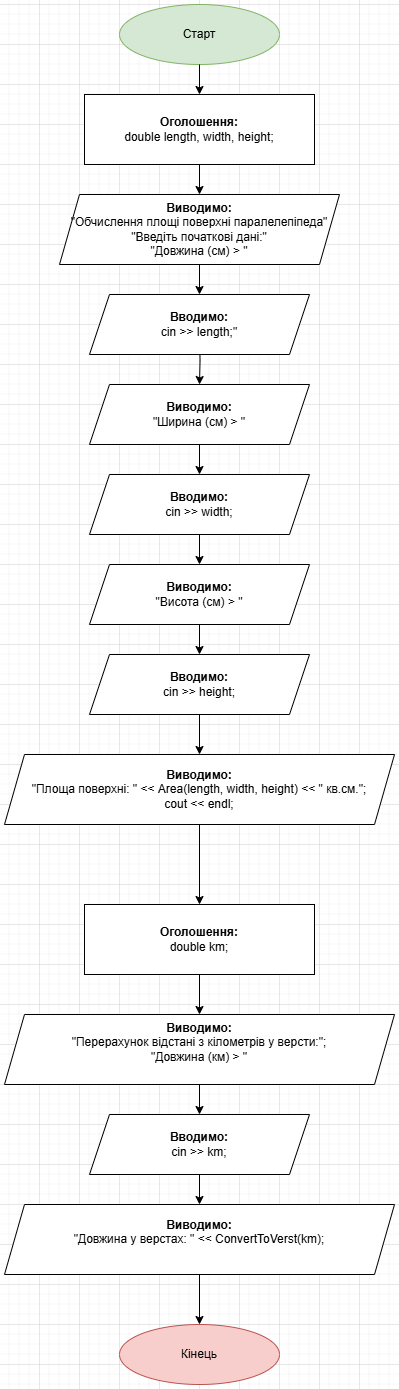 Старт
Оголошення:
double length, width, height;
Виводимо:
"Обчислення площі поверхні паралелепіпеда"
"Введіть початкові дані:"
"Довжина (см) > "
Вводимо:
cin >> length;"
Виводимо:
"Ширина (см) > "
Вводимо:
cin >> width;
Виводимо:
"Висота (см) > "
Вводимо:
cin >> height;
Виводимо:
"Площа поверхні: " << Area(length, width, height) << " кв.см.";
cout << endl;
Оголошення:
double km;
Виводимо:
"Перерахунок відстані з кілометрів у версти:";
"Довжина (км) > "
Вводимо:
cin >> km;
Виводимо:
"Довжина у верстах: " << ConvertToVerst(km);
Кінець